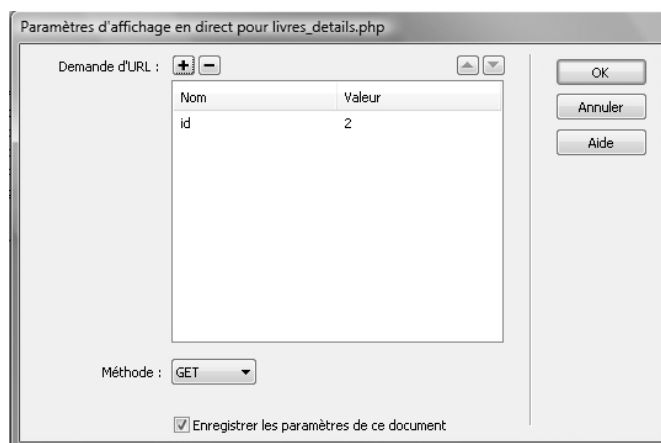 Paramètres d'affichage en direct pour livres_details.php
Demande d'URL :
OK
Annuler
Aide
Nom Valeur
id 2
Méthode : GET
Enregistrer les paramètres de ce document